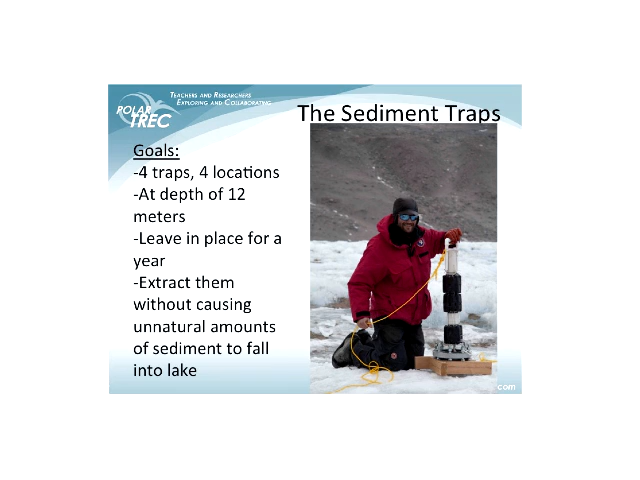 TEACHERS AND RESEARCHERS
EXPLORING AND COLLABORATING
POLAR
TREC
The Sediment Traps
Goals:
-4 traps, 4 locations
-At depth of 12
meters
-Leave in place for a
year
-Extract them
without causing
unnatural amounts
of sediment to fall
into lake
com